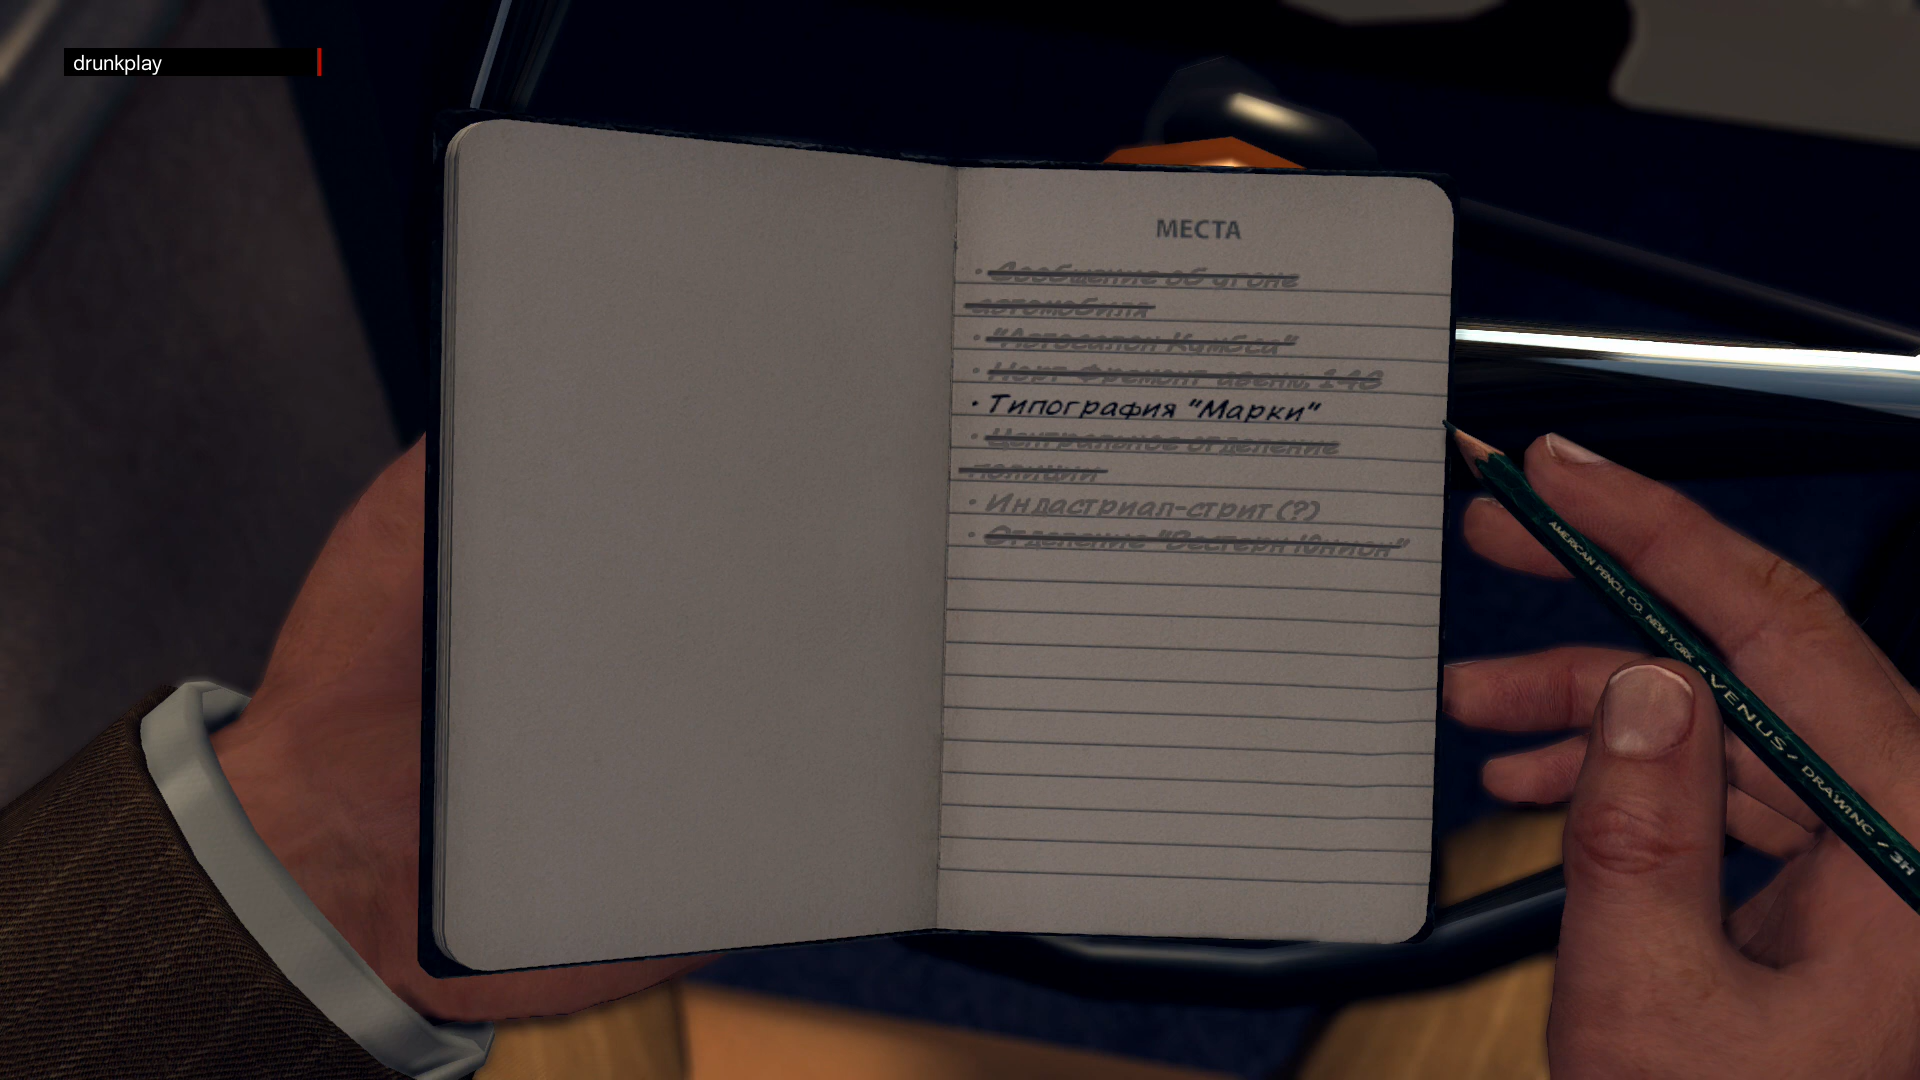 drunkplay
МЕСТА
· Сообщение об угоне
автомобиля
· "Автосалон Кумбса"
· Норт-Фремонт-авеню, 146
· Типография "Марки"
· Центральное отделение
полиции
· Индастриал-стрит (?)
· Отделение "Вестерн Юнион"
AMERICAN PENCIL CO. NEW YORK - VENUS / DRAWING / 3H